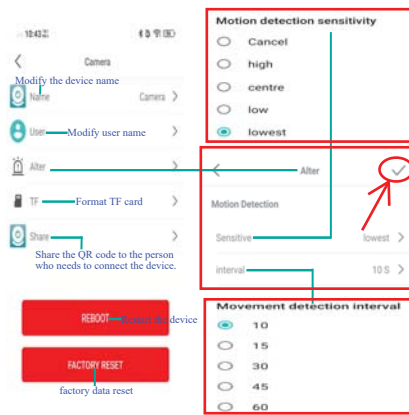 10:43
Camera
Modify the device name
Name
Camera
User
Modify user name
Alter
TF
Format TF card
Share
Share the QR code to the person
who needs to connect the device.
REBOOT
the device
FACTORY RESET
factory data reset
Motion detection sensitivity
Cancel
high
centre
low
lowest
Alter
Motion Detection
Sensitive
lowest
interval
10 S
Movement detection interval
10
15
30
45
60